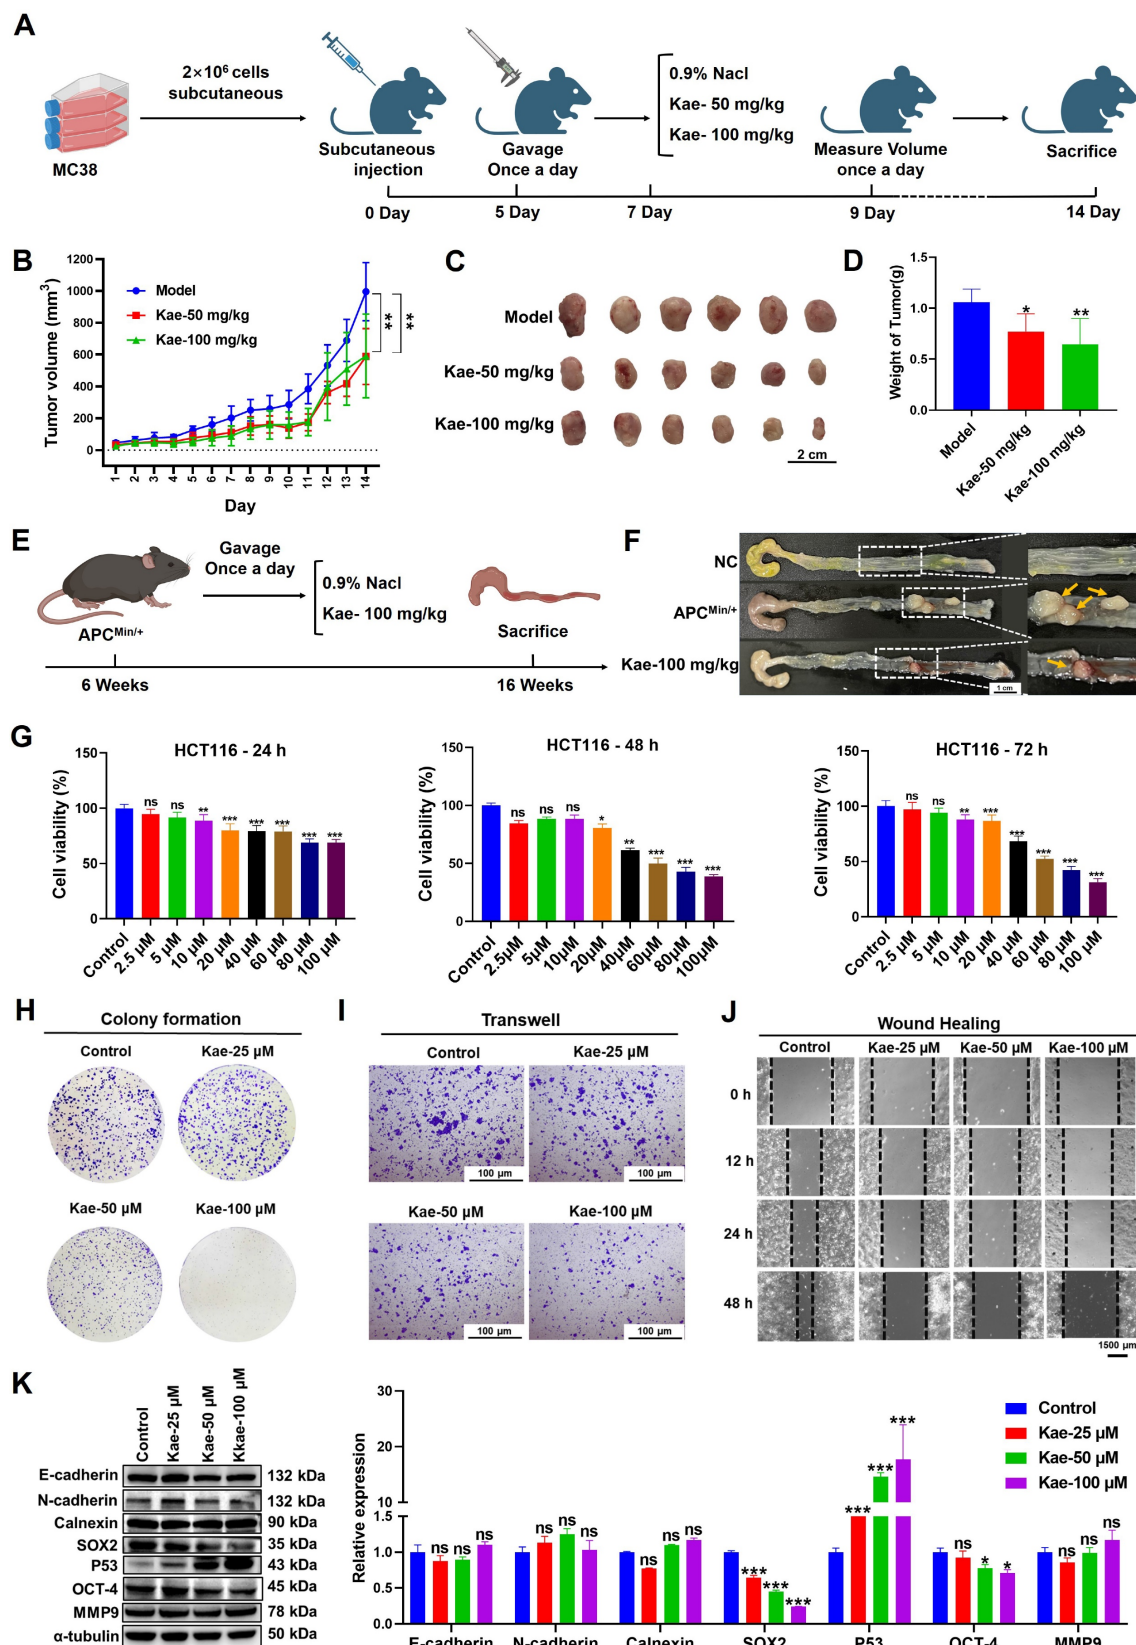 A
2×10⁶ cells
subcutaneous
MC38
Subcutaneous
injection
Gavage
Once a day
0.9% Nacl
Kae- 50 mg/kg
Kae- 100 mg/kg
Measure Volume
once a day
Sacrifice
0 Day
5 Day
7 Day
9 Day
14 Day
B
Tumor volume (mm³)
1200
1000
800
600
400
200
0
Model
Kae-50 mg/kg
Kae-100 mg/kg
**
**
1 2 3 4 5 6 7 8 9 10 11 12 13 14
Day
C
Model
Kae-50 mg/kg
Kae-100 mg/kg
2 cm
D
Weight of Tumor(g)
1.5
1.0
0.5
0.0
*
**
Model
Kae-50 mg/kg
Kae-100 mg/kg
E
APC^Min/+
Gavage
Once a day
0.9% Nacl
Kae- 100 mg/kg
Sacrifice
6 Weeks
16 Weeks
F
NC
APC^Min/+
Kae-100 mg/kg
1 cm
G
HCT116 - 24 h
Cell viability (%)
150
100
50
0
ns ns ** *** *** *** *** ***
Control 2.5 µM 5 µM 10 µM 20 µM 40 µM 60 µM 80 µM 100 µM
HCT116 - 48 h
Cell viability (%)
150
100
50
0
ns ns ns * ** *** *** ***
Control 2.5µM 5µM 10µM 20µM 40µM 60µM 80µM 100µM
HCT116 - 72 h
Cell viability (%)
150
100
50
0
ns ns ** *** *** *** *** ***
Control 2.5 µM 5 µM 10 µM 20 µM 40 µM 60 µM 80 µM 100 µM
H
Colony formation
Control Kae-25 µM
Kae-50 µM Kae-100 µM
I
Transwell
Control Kae-25 µM
100 µm 100 µm
Kae-50 µM Kae-100 µM
100 µm 100 µm
J
Wound Healing
Control Kae-25 µM Kae-50 µM Kae-100 µM
0 h
12 h
24 h
48 h
1500 µm
K
Control Kae-25 µM Kae-50 µM Kkae-100 µM
E-cadherin 132 kDa
N-cadherin 132 kDa
Calnexin 90 kDa
SOX2 35 kDa
P53 43 kDa
OCT-4 45 kDa
MMP9 78 kDa
α-tubulin 50 kDa
Relative expression
30
20
10
1.5
1.0
0.5
0.0
ns ns ns
ns ns ns
ns ns ns
*** *** ***
*** *** ***
ns * *
ns ns ns
Control
Kae-25 µM
Kae-50 µM
Kae-100 µM
E-cadherin N-cadherin Calnexin SOX2 P53 OCT-4 MMP9